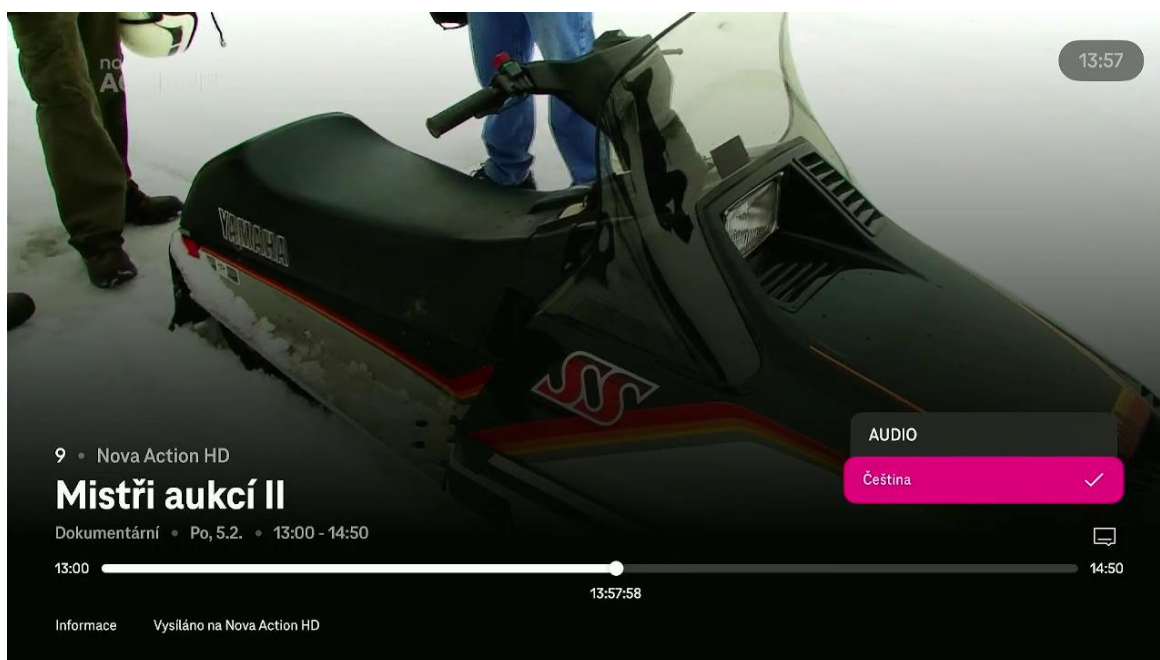 nova
13:57
YAMAHA
9 • Nova Action HD
AUDIO
Mistři aukcí II
Čeština
Dokumentární • Po, 5.2. • 13:00 - 14:50
13:00
14:50
13:57:58
Informace
Vysíláno na Nova Action HD